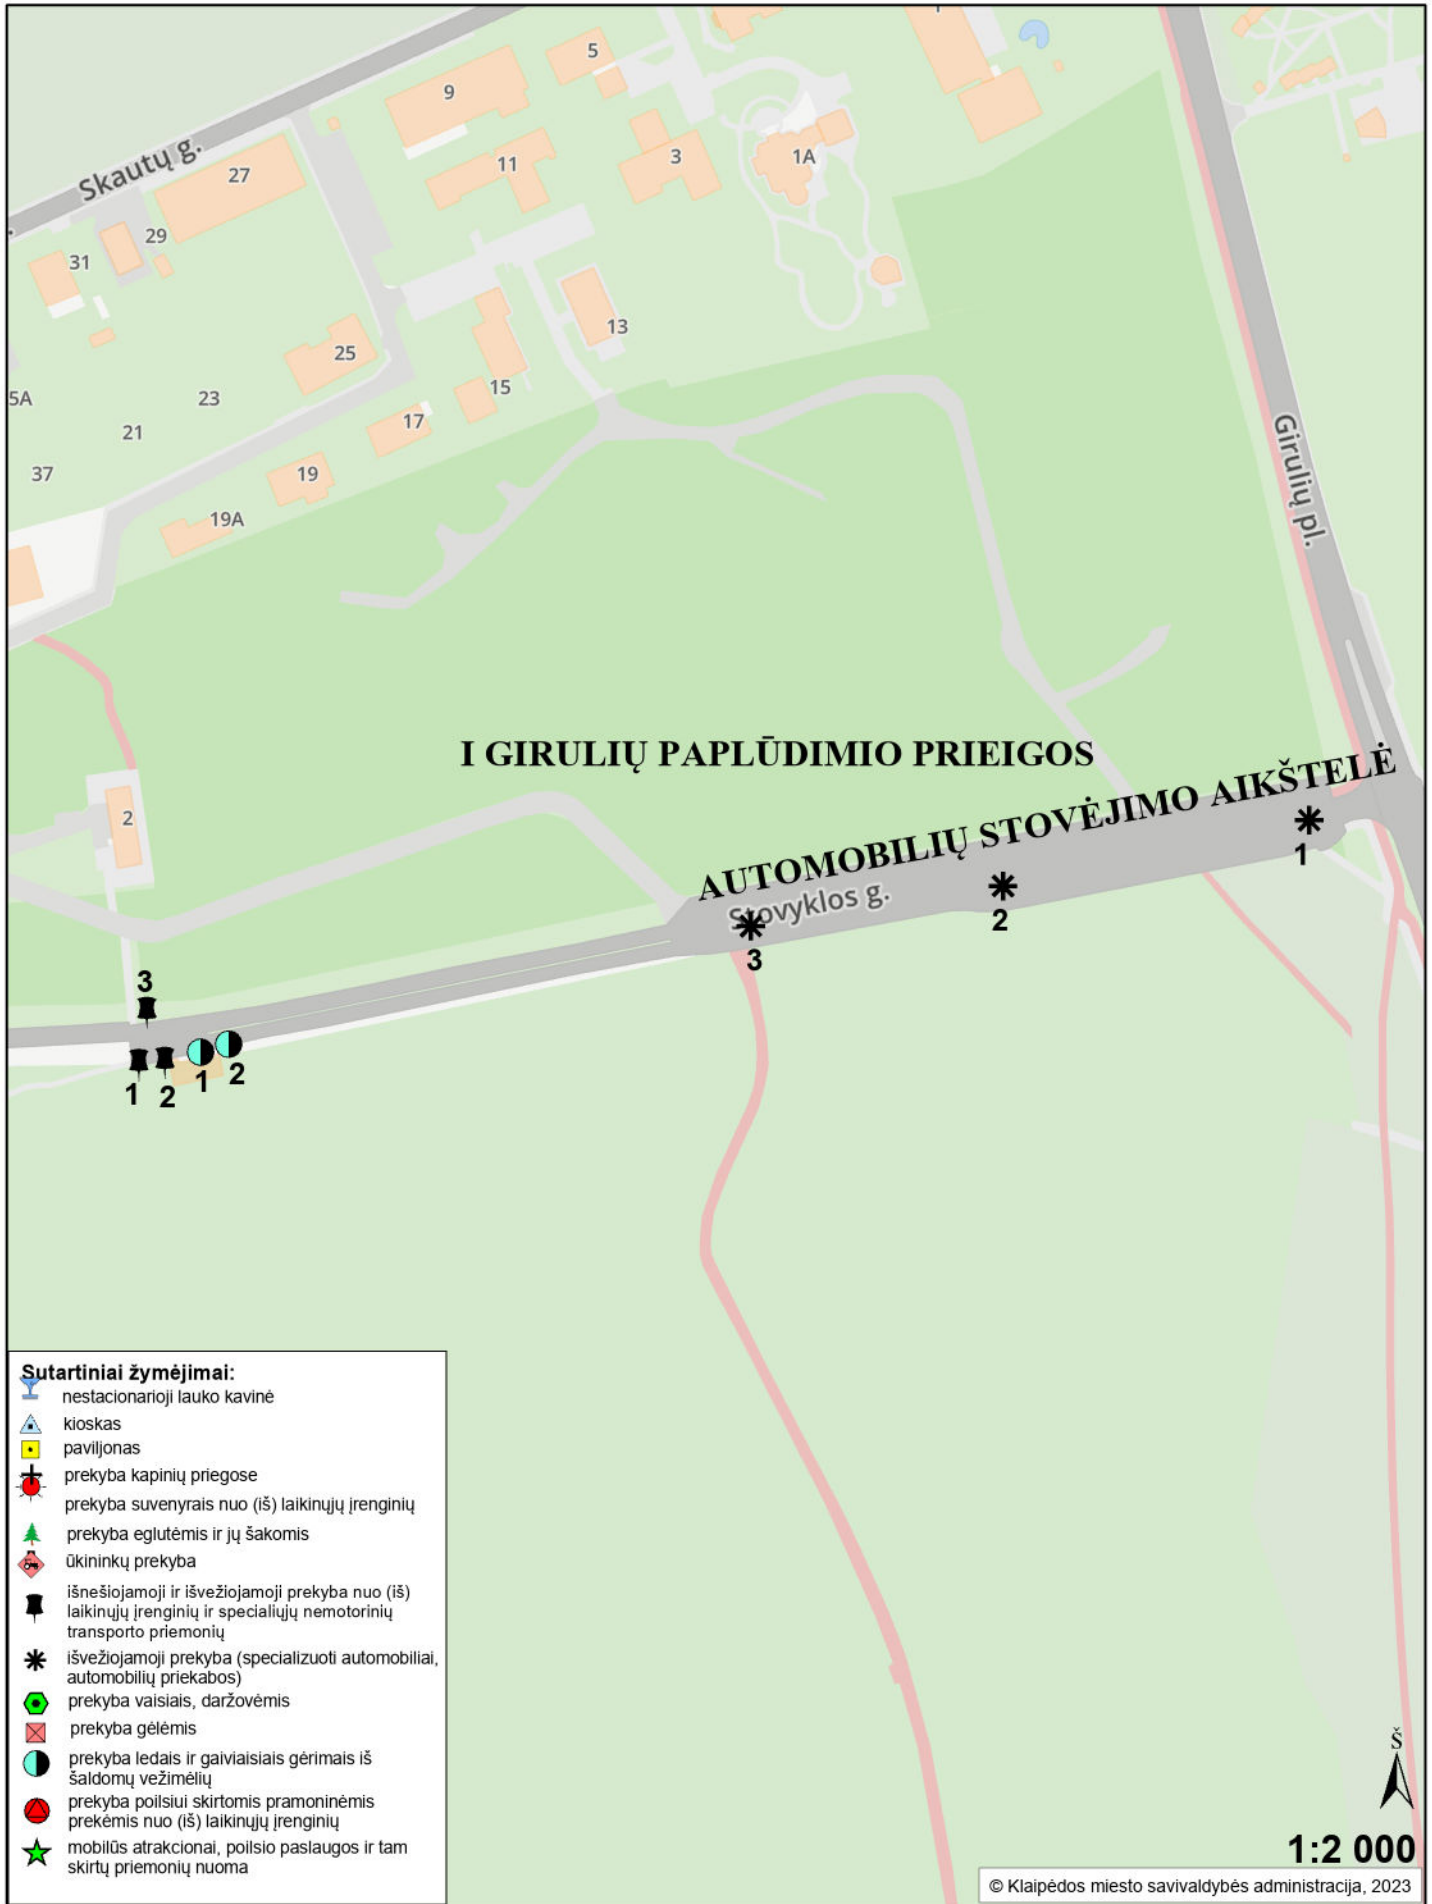 5
9
Skautų g.
27
11
3
1A
29
31
13
25
15
5A
23
17
21
37
19
19A
Girulių pl.
I GIRULIŲ PAPLŪDIMIO PRIEIGOS
AUTOMOBILIŲ STOVĖJIMO AIKŠTELĖ
2
1
Stovyklos g.
2
3
3
1
2
1
2
Sutartiniai žymėjimai:
nestacionarioji lauko kavinė
kioskas
paviljonas
prekyba kapinių priegose
prekyba suvenyrais nuo (iš) laikinųjų įrenginių
prekyba eglutėmis ir jų šakomis
ūkininkų prekyba
išnešiojamoji ir išvežiojamoji prekyba nuo (iš)
laikinųjų įrenginių ir specialiųjų nemotorinių
transporto priemonių
išvežiojamoji prekyba (specializuoti automobiliai,
automobilių priekabos)
prekyba vaisiais, daržovėmis
prekyba gėlėmis
prekyba ledais ir gaiviaisiais gėrimais iš
šaldomų vežimėlių
prekyba poilsiui skirtomis pramoninėmis
prekėmis nuo (iš) laikinųjų įrenginių
mobilūs atrakcionai, poilsio paslaugos ir tam
skirtų priemonių nuoma
Š
1:2 000
© Klaipėdos miesto savivaldybės administracija, 2023